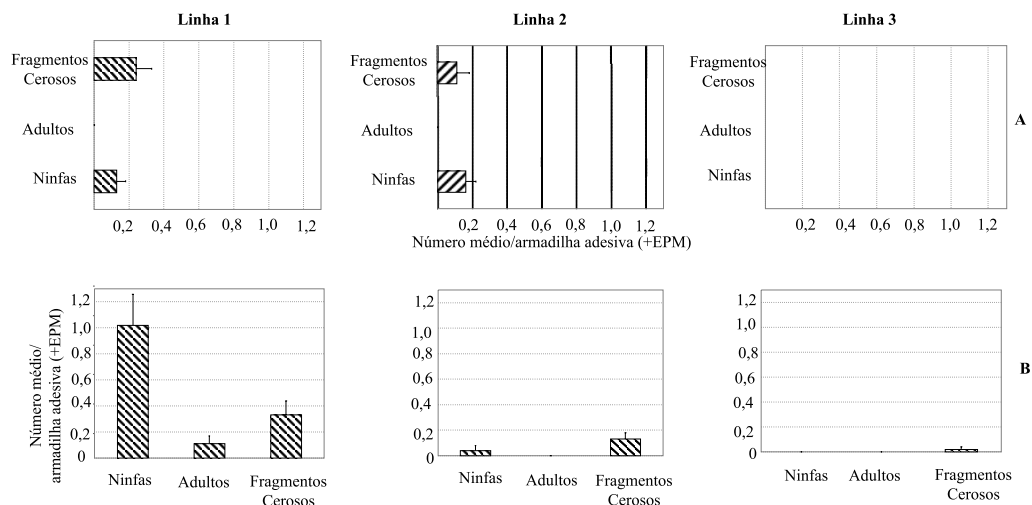 Linha 1
Linha 2
Linha 3
Fragmentos
Cerosos
Adultos
Ninfas
0,2 0,4 0,6 0,8 1,0 1,2
Fragmentos
Cerosos
Adultos
Ninfas
0,2 0,4 0,6 0,8 1,0 1,2
Número médio/armadilha adesiva (+EPM)
Fragmentos
Cerosos
Adultos
Ninfas
0,2 0,4 0,6 0,8 1,0 1,2
A
Número médio/
armadilha adesiva (+EPM)
1,2
1,0
0,8
0,6
0,4
0,2
0
Ninfas Adultos Fragmentos
Cerosos
1,2
1,0
0,8
0,6
0,4
0,2
0
Ninfas Adultos Fragmentos
Cerosos
1,2
1,0
0,8
0,6
0,4
0,2
0
Ninfas Adultos Fragmentos
Cerosos
B